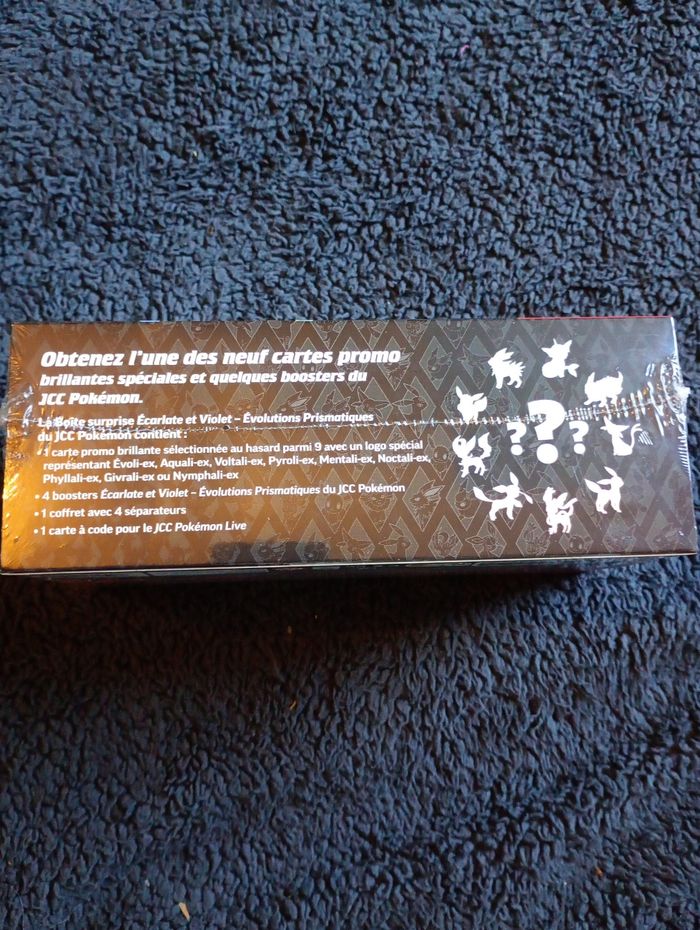 Obtenez l'une des neuf cartes promo
brillantes spéciales et quelques boosters du
JCC Pokémon.
La Boîte surprise Écarlate et Violet – Évolutions Prismatiques
du JCC Pokémon contient :
• 1 carte promo brillante sélectionnée au hasard parmi 9 avec un logo spécial
représentant Évoli-ex, Aquali-ex, Voltali-ex, Pyroli-ex, Mentali-ex, Noctali-ex,
Phyllali-ex, Givrali-ex ou Nymphali-ex
• 4 boosters Écarlate et Violet – Évolutions Prismatiques du JCC Pokémon
• 1 coffret avec 4 séparateurs
• 1 carte à code pour le JCC Pokémon Live
? ? ?